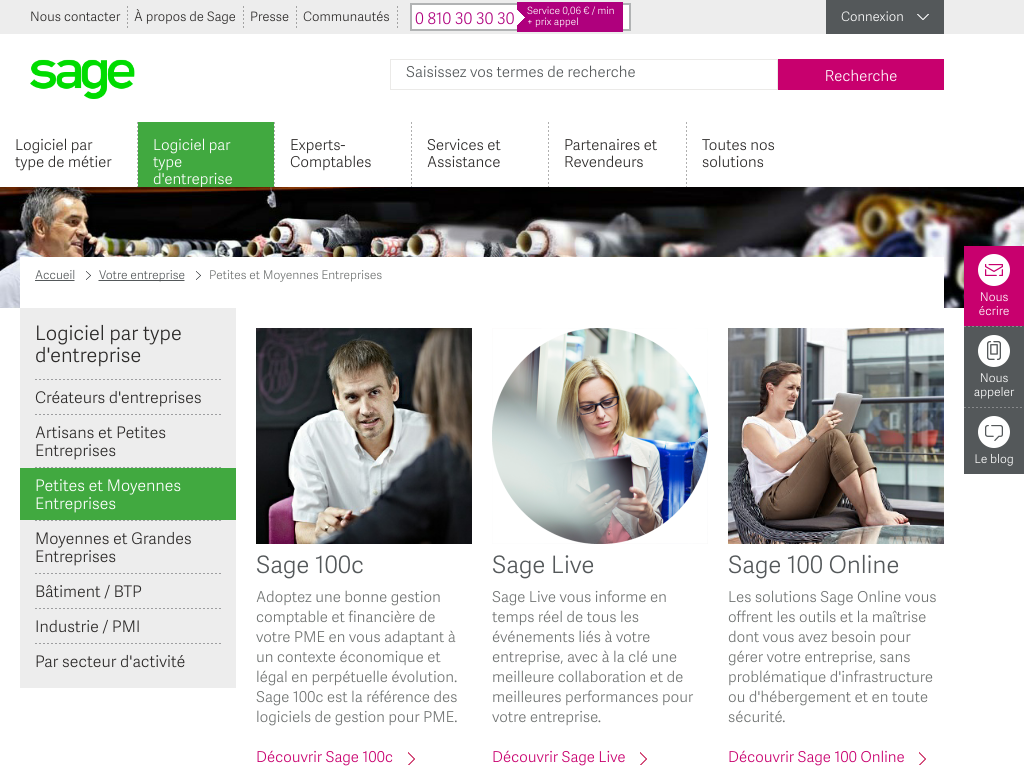 Nous contacter
À propos de Sage
Presse
Communautés
0 810 30 30 30
Service 0,06 € / min
+ prix appel
Connexion
sage
Saisissez vos termes de recherche
Recherche
Logiciel par
type de métier
Logiciel par
type
d'entreprise
Experts-
Comptables
Services et
Assistance
Partenaires et
Revendeurs
Toutes nos
solutions
Accueil
Votre entreprise
Petites et Moyennes Entreprises
Nous
écrire
Nous
appeler
Le blog
Logiciel par type
d'entreprise
Créateurs d'entreprises
Artisans et Petites
Entreprises
Petites et Moyennes
Entreprises
Moyennes et Grandes
Entreprises
Bâtiment / BTP
Industrie / PMI
Par secteur d'activité
Sage 100c
Adoptez une bonne gestion
comptable et financière de
votre PME en vous adaptant à
un contexte économique et
légal en perpétuelle évolution.
Sage 100c est la référence des
logiciels de gestion pour PME.
Découvrir Sage 100c
Sage Live
Sage Live vous informe en
temps réel de tous les
événements liés à votre
entreprise, avec à la clé une
meilleure collaboration et de
meilleures performances pour
votre entreprise.
Découvrir Sage Live
Sage 100 Online
Les solutions Sage Online vous
offrent les outils et la maîtrise
dont vous avez besoin pour
gérer votre entreprise, sans
problématique d'infrastructure
ou d'hébergement et en toute
sécurité.
Découvrir Sage 100 Online